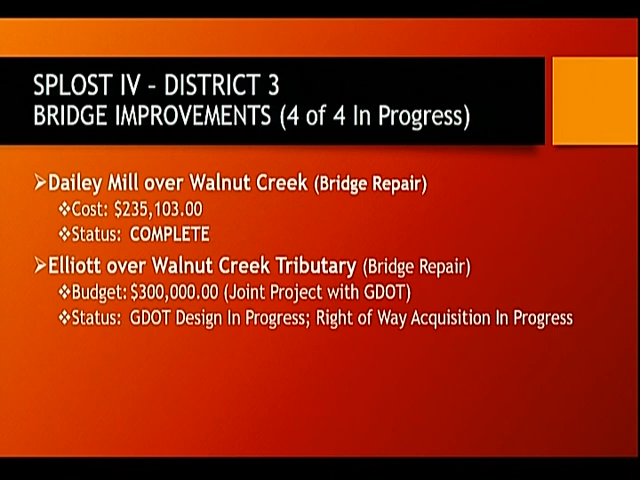 SPLOST IV – DISTRICT 3
BRIDGE IMPROVEMENTS (4 of 4 In Progress)
➢Dailey Mill over Walnut Creek (Bridge Repair)
❖Cost: $235,103.00
❖Status: COMPLETE
➢Elliott over Walnut Creek Tributary (Bridge Repair)
❖Budget: $300,000.00 (Joint Project with GDOT)
❖Status: GDOT Design In Progress; Right of Way Acquisition In Progress